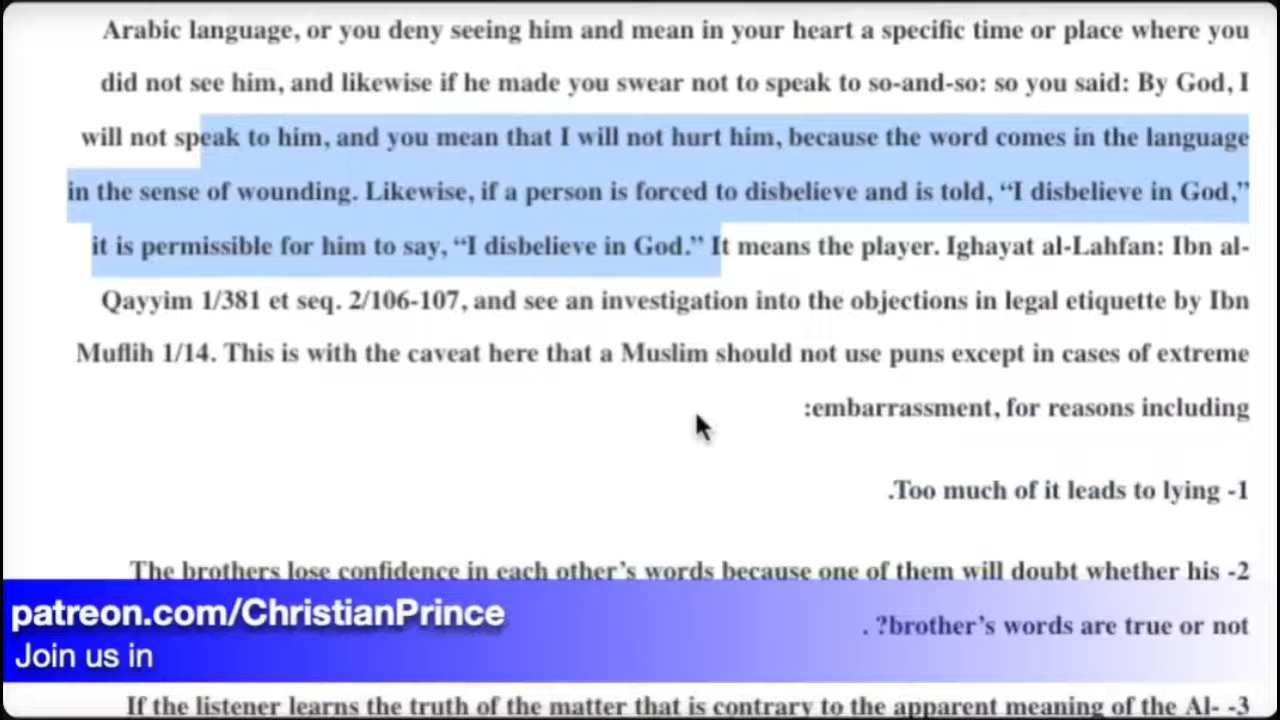 Arabic language, or you deny seeing him and mean in your heart a specific time or place where you
did not see him, and likewise if he made you swear not to speak to so-and-so: so you said: By God, I
will not speak to him, and you mean that I will not hurt him, because the word comes in the language
in the sense of wounding. Likewise, if a person is forced to disbelieve and is told, “I disbelieve in God,”
it is permissible for him to say, “I disbelieve in God.” It means the player. Ighayat al-Lahfan: Ibn al-
Qayyim 1/381 et seq. 2/106-107, and see an investigation into the objections in legal etiquette by Ibn
Muflih 1/14. This is with the caveat here that a Muslim should not use puns except in cases of extreme
:embarrassment, for reasons including
.Too much of it leads to lying -1
The brothers lose confidence in each other’s words because one of them will doubt whether his -2
. ?brother’s words are true or not
If the listener learns the truth of the matter that is contrary to the apparent meaning of the Al- -3
patreon.com/ChristianPrince
Join us in